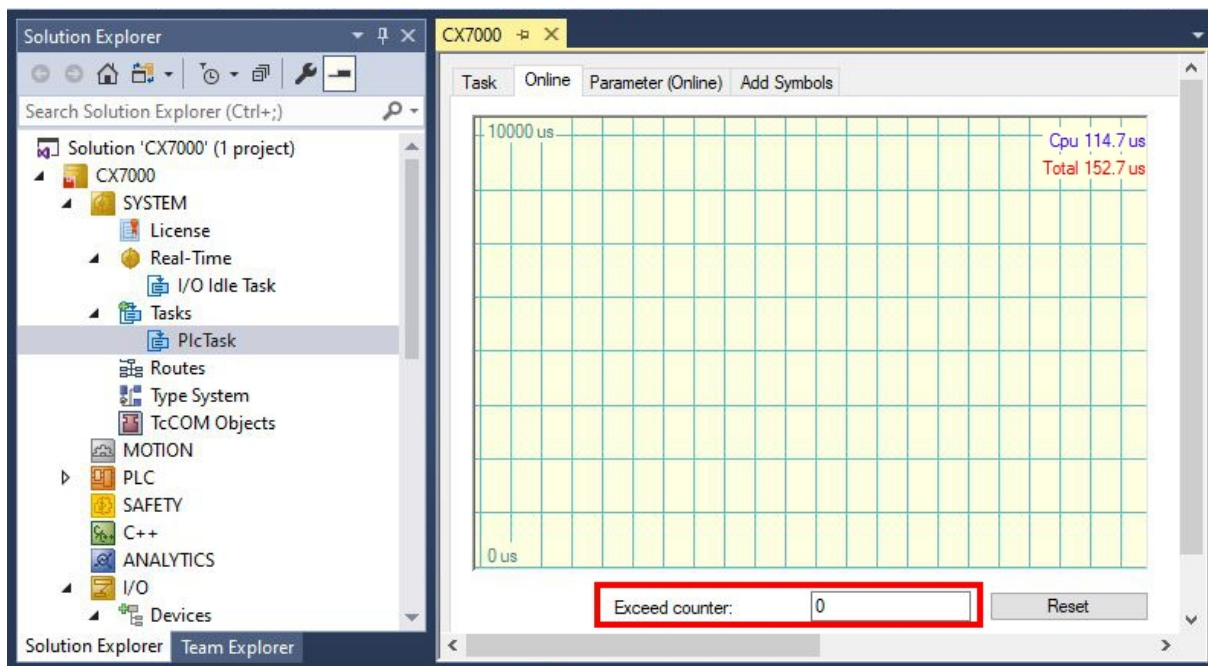 Solution Explorer
Search Solution Explorer (Ctrl+;)
Solution 'CX7000' (1 project)
CX7000
SYSTEM
License
Real-Time
I/O Idle Task
Tasks
PlcTask
Routes
Type System
TcCOM Objects
MOTION
PLC
SAFETY
C++
ANALYTICS
I/O
Devices
Solution Explorer Team Explorer
CX7000
Task Online Parameter (Online) Add Symbols
10000 us
Cpu 114.7 us
Total 152.7 us
0 us
Exceed counter: 0 Reset